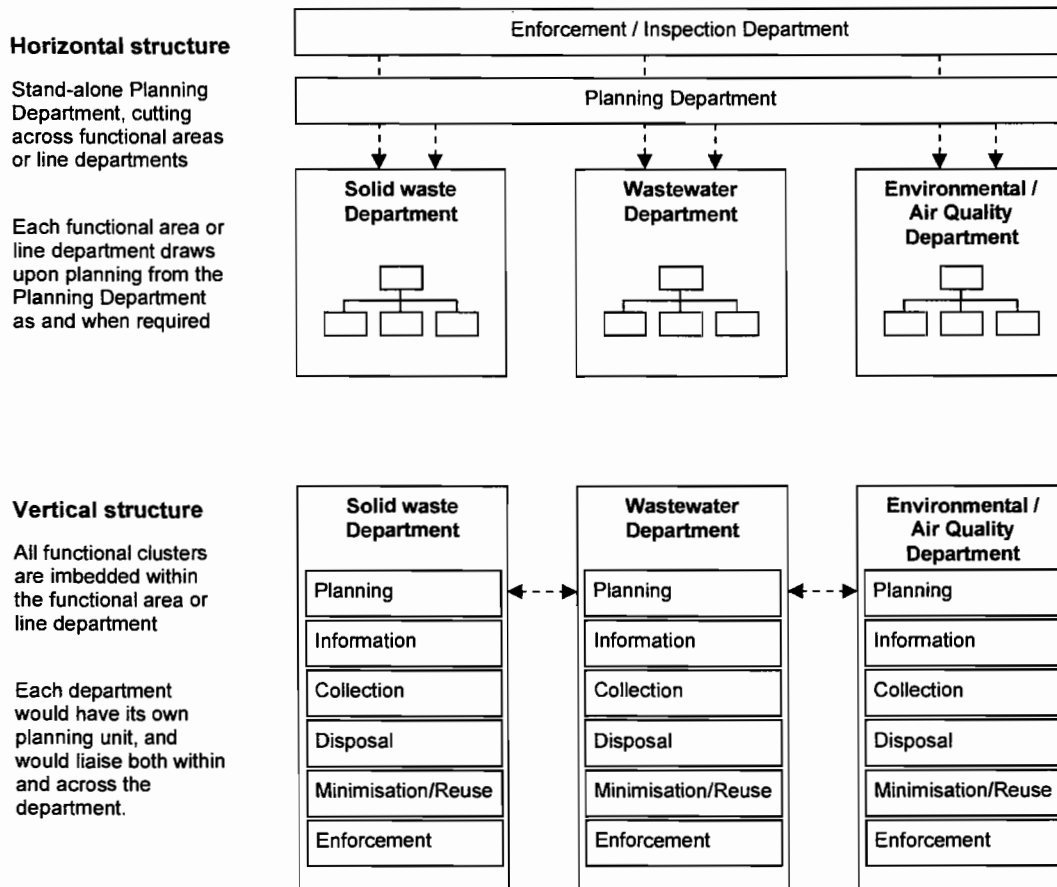 Horizontal structure
Stand-alone Planning
Department, cutting
across functional areas
or line departments
Each functional area or
line department draws
upon planning from the
Planning Department
as and when required
Enforcement / Inspection Department
Planning Department
Solid waste
Department
Wastewater
Department
Environmental /
Air Quality
Department
Vertical structure
All functional clusters
are imbedded within
the functional area or
line department
Each department
would have its own
planning unit, and
would liaise both within
and across the
department.
Solid waste
Department
Planning
Information
Collection
Disposal
Minimisation/Reuse
Enforcement
Wastewater
Department
Planning
Information
Collection
Disposal
Minimisation/Reuse
Enforcement
Environmental /
Air Quality
Department
Planning
Information
Collection
Disposal
Minimisation/Reuse
Enforcement